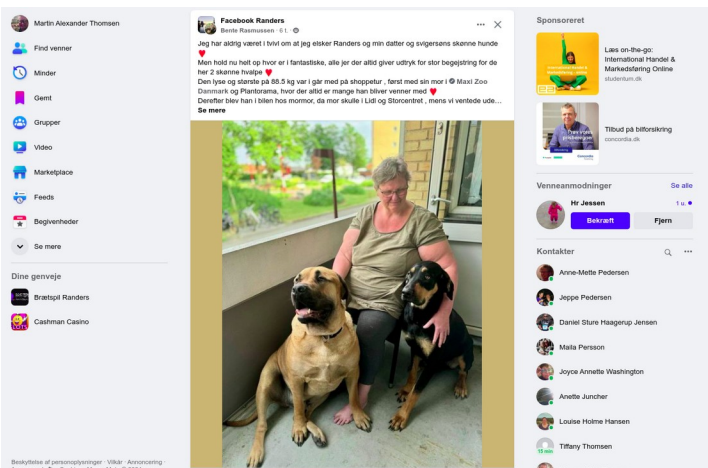 Martin Alexander Thomsen
Find venner
Minder
Gemt
Grupper
Video
Marketplace
Feeds
Begivenheder
Se mere
Dine genveje
Brætspil Randers
Cashman Casino
Beskyttelse af personoplysninger · Vilkår · Annoncering ·
Facebook Randers
Bente Rasmussen · 6 t. ·
Jeg har aldrig været i tvivl om at jeg elsker Randers og min datter og svigersøns skønne hunde
❤️
Men hold nu helt op hvor er i fantastiske, alle jer der altid giver udtryk for stor begejstring for de
her 2 skønne hvalpe ❤️
Den lyse og største på 88.5 kg var i går med på shoppetur , først med sin mor i Maxi Zoo
Danmark og Plantorama, hvor der altid er mange han bliver venner med ❤️
Derefter blev han i bilen hos mormor, da mor skulle i Lidl og Storcentret , mens vi ventede ude…
Se mere
Sponsoreret
Læs on-the-go:
International Handel &
Markedsføring Online
studentum.dk
Tilbud på bilforsikring
concordia.dk
Venneanmodninger
Se alle
Hr Jessen
1 u.
Bekræft
Fjern
Kontakter
Anne-Mette Pedersen
Jeppe Pedersen
Daniel Sture Haagerup Jensen
Maila Persson
Joyce Annette Washington
Anette Juncher
Louise Holme Hansen
Tiffany Thomsen
15 min